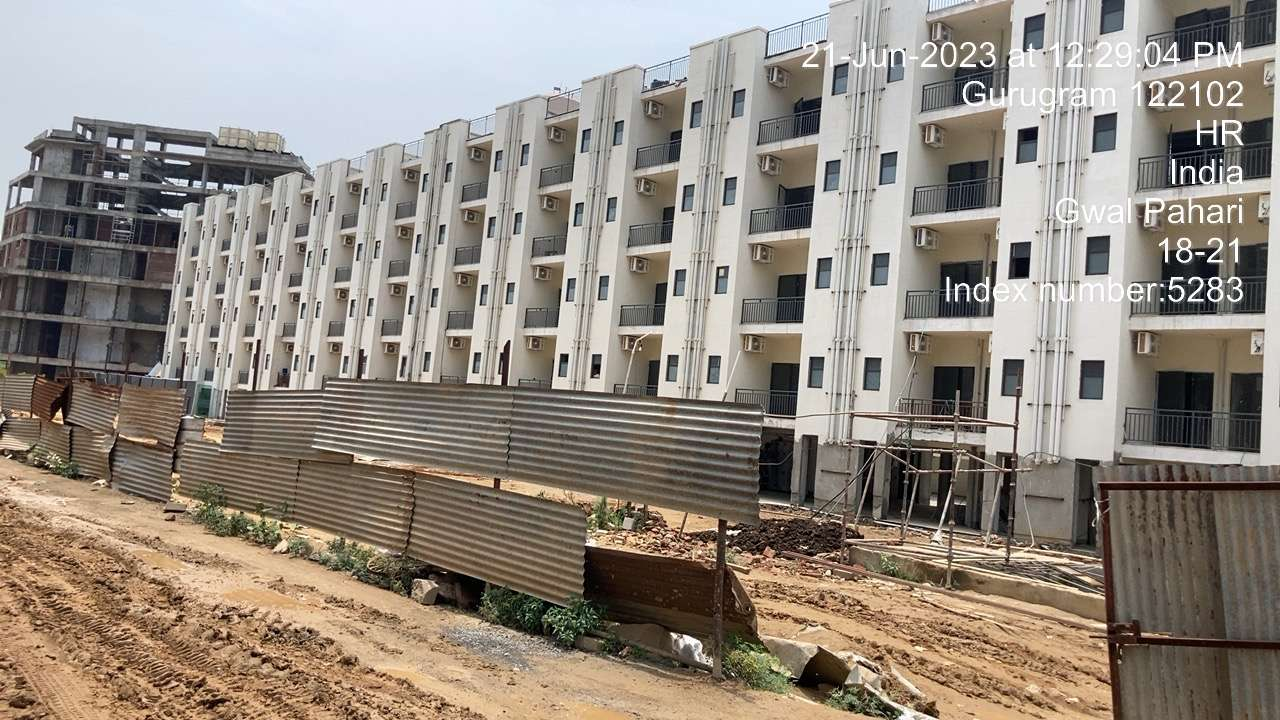 21-Jun-2023 at 12:29:04 PM
Gurugram 122102
HR
India
Gwal Pahari
18-21
Index number:5283